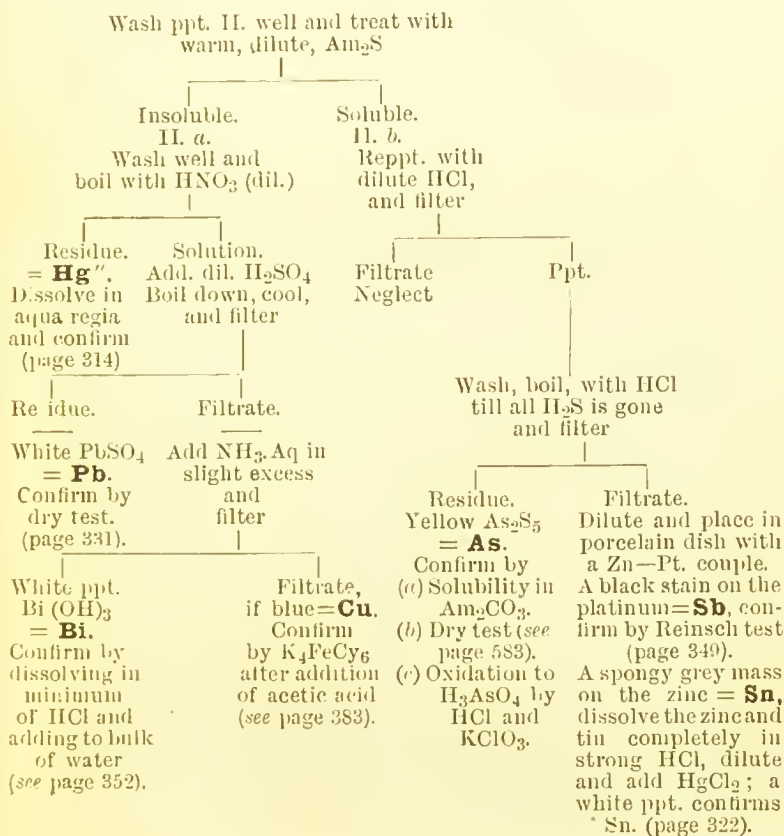 Wash ppt. II. well and treat with
warm, dilute, Am₂S
Insoluble.
II. a.
Wash well and
boil with HNO₃ (dil.)
Soluble.
II. b.
Reppt. with
dilute HCl,
and filter
Residue.
= Hg″.
Dissolve in
aqua regia
and confirm
(page 314)
Solution.
Add. dil. H₂SO₄
Boil down, cool,
and filter
Filtrate
Neglect
Ppt.
Re idue.
White PbSO₄
= Pb.
Confirm by
dry test.
(page 331).
Filtrate.
Add NH₃.Aq in
slight excess
and
filter
Wash, boil, with HCl
till all H₂S is gone
and filter
White ppt.
Bi (OH)₃
= Bi.
Confirm by
dissolving in
minimum
of HCl and
adding to bulk
of water
(see page 352).
Filtrate,
if blue=Cu.
Confirm
by K₄FeCy₆
after addition
of acetic acid
(see page 383).
Residue.
Yellow As₂S₅
= As.
Confirm by
(a) Solubility in
Am₂CO₃.
(b) Dry test (see
page 583).
(c) Oxidation to
H₃AsO₄ by
HCl and
KClO₃.
Filtrate.
Dilute and place in
porcelain dish with
a Zn—Pt. couple.
A black stain on the
platinum=Sb, con-
firm by Reinsch test
(page 349).
A spongy grey mass
on the zinc = Sn,
dissolve the zinc and
tin completely in
strong HCl, dilute
and add HgCl₂; a
white ppt. confirms
Sn. (page 322).